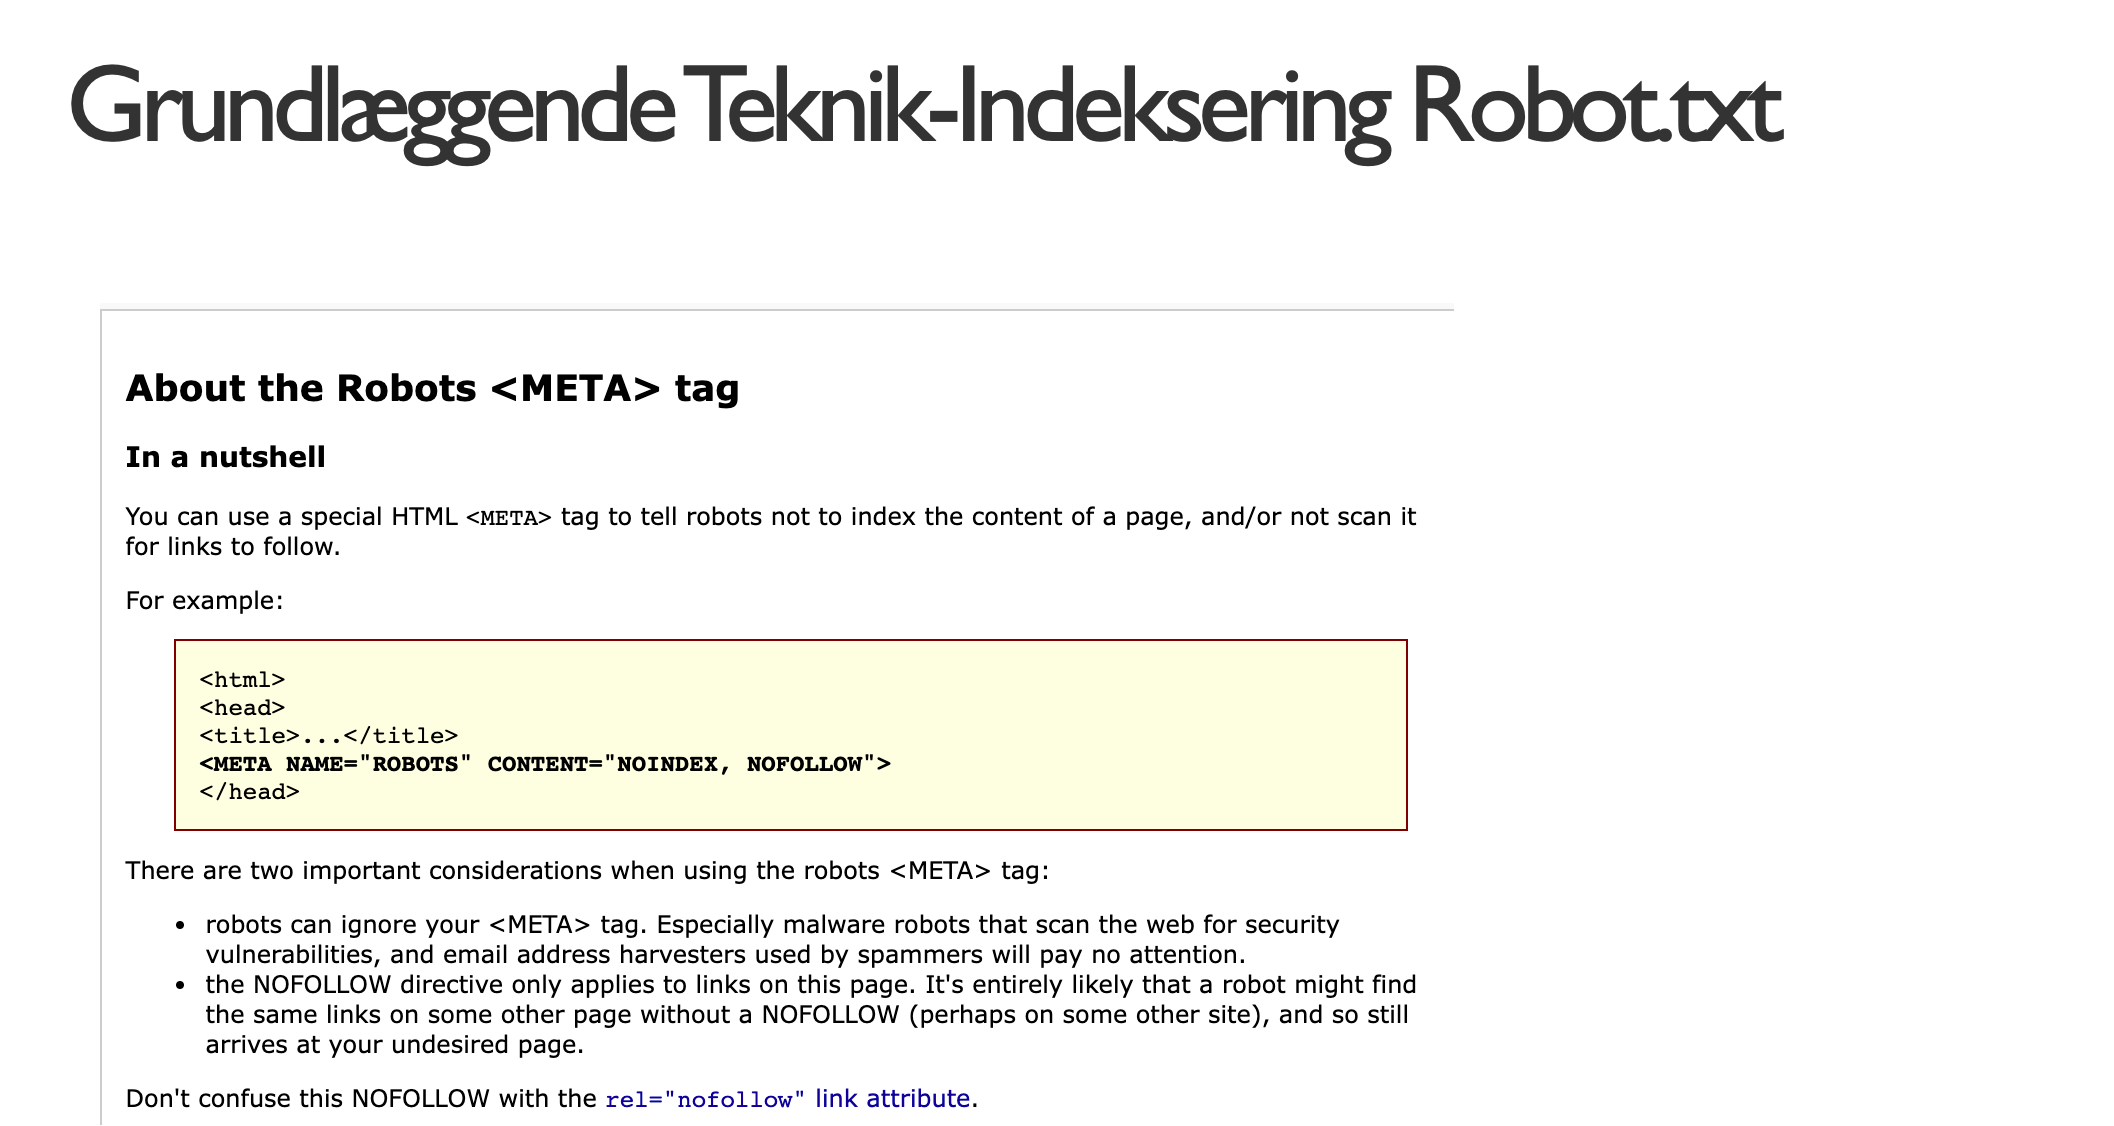 Grundlæggende Teknik-Indeksering Robot.txt
About the Robots <META> tag
In a nutshell
You can use a special HTML <META> tag to tell robots not to index the content of a page, and/or not scan it
for links to follow.
For example:
<html>
<head>
<title>...</title>
<META NAME="ROBOTS" CONTENT="NOINDEX, NOFOLLOW">
</head>
There are two important considerations when using the robots <META> tag:
• robots can ignore your <META> tag. Especially malware robots that scan the web for security
vulnerabilities, and email address harvesters used by spammers will pay no attention.
• the NOFOLLOW directive only applies to links on this page. It's entirely likely that a robot might find
the same links on some other page without a NOFOLLOW (perhaps on some other site), and so still
arrives at your undesired page.
Don't confuse this NOFOLLOW with the rel="nofollow" link attribute.